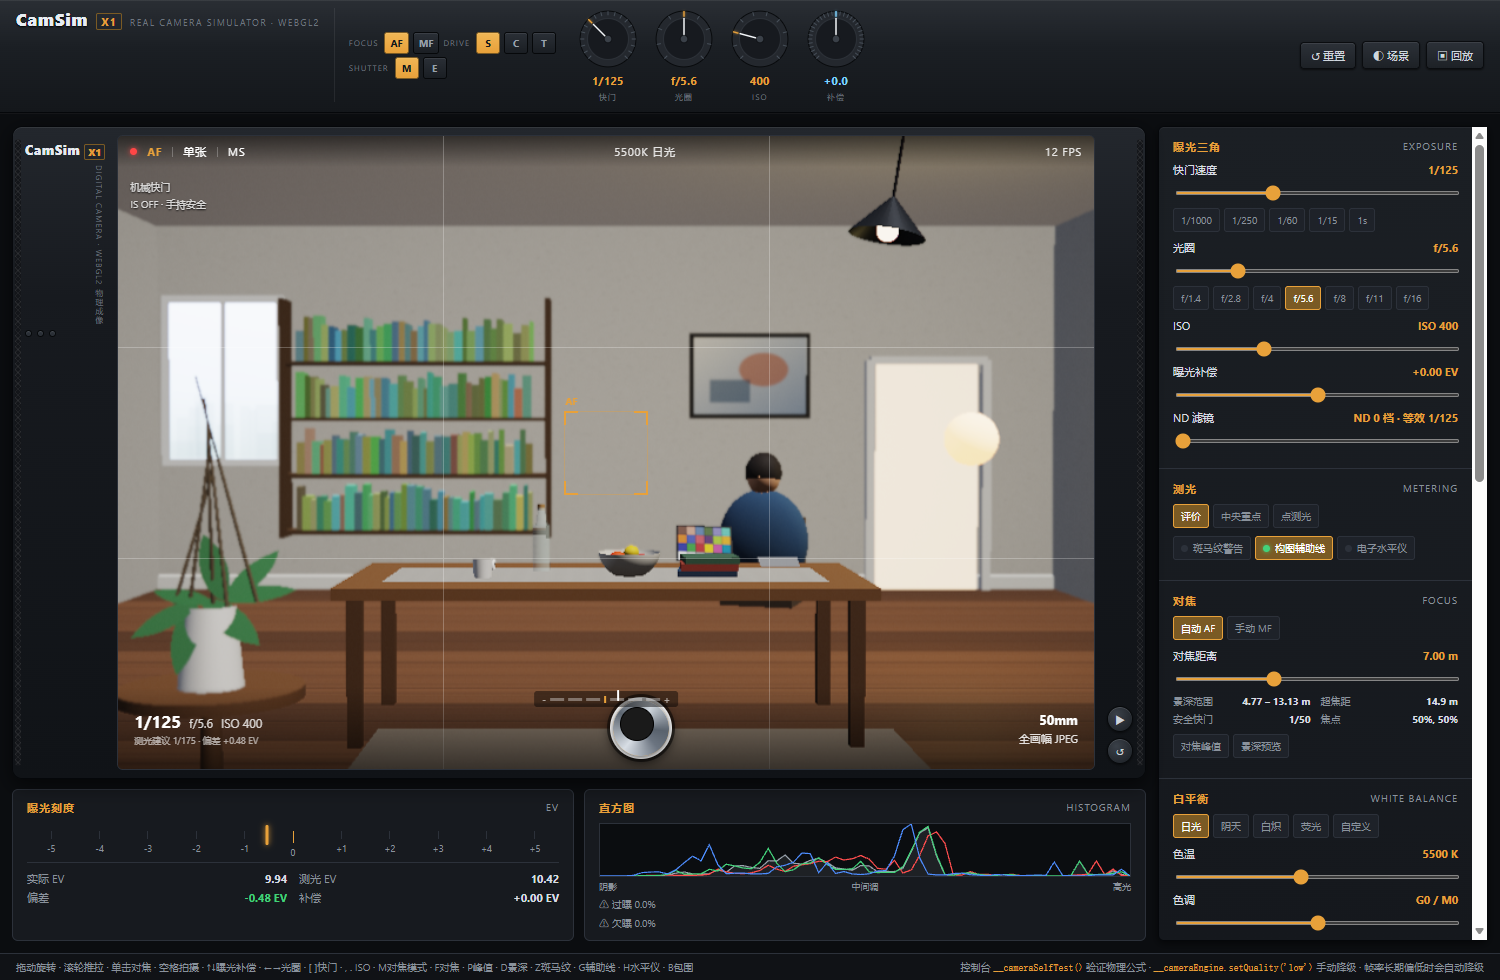 CamSim X1 REAL CAMERA SIMULATOR · WEBGL2
FOCUS AF MF DRIVE S C T
SHUTTER M E
1/125 f/5.6 400 +0.0
快门 光圈 ISO 补偿
↺ 重置 ◐ 场景 ▣ 回放
CamSim X1
DIGITAL CAMERA · WEBGL2 物理成像
AF | 单张 | MS
5500K 日光
12 FPS
机械快门
IS OFF · 手持安全
AF
- +
1/125 f/5.6 ISO 400
测光建议 1/175 · 偏差 +0.48 EV
50mm
全画幅 JPEG
曝光三角 EXPOSURE
快门速度 1/125
1/1000 1/250 1/60 1/15 1s
光圈 f/5.6
f/1.4 f/2.8 f/4 f/5.6 f/8 f/11 f/16
ISO ISO 400
曝光补偿 +0.00 EV
ND 滤镜 ND 0 档 · 等效 1/125
测光 METERING
评价 中央重点 点测光
斑马纹警告 构图辅助线 电子水平仪
对焦 FOCUS
自动 AF 手动 MF
对焦距离 7.00 m
景深范围 4.77 – 13.13 m 超焦距 14.9 m
安全快门 1/50 焦点 50%, 50%
对焦峰值 景深预览
白平衡 WHITE BALANCE
日光 阴天 白炽 荧光 自定义
色温 5500 K
色调 G0 / M0
曝光刻度 EV
-5 -4 -3 -2 -1 0 +1 +2 +3 +4 +5
实际 EV 9.94 测光 EV 10.42
偏差 -0.48 EV 补偿 +0.00 EV
直方图 HISTOGRAM
阴影 中间调 高光
⚠ 过曝 0.0%
⚠ 欠曝 0.0%
拖动旋转 · 滚轮推拉 · 单击对焦 · 空格拍摄 · ↑↓曝光补偿 · ←→光圈 · [ ]快门 · , . ISO · M对焦模式 · F对焦 · P峰值 · D景深 · Z斑马纹 · G辅助线 · H水平仪 · B包围
控制台 __cameraSelfTest() 验证物理公式 · __cameraEngine.setQuality('low') 手动降级 · 帧率长期偏低时会自动降级